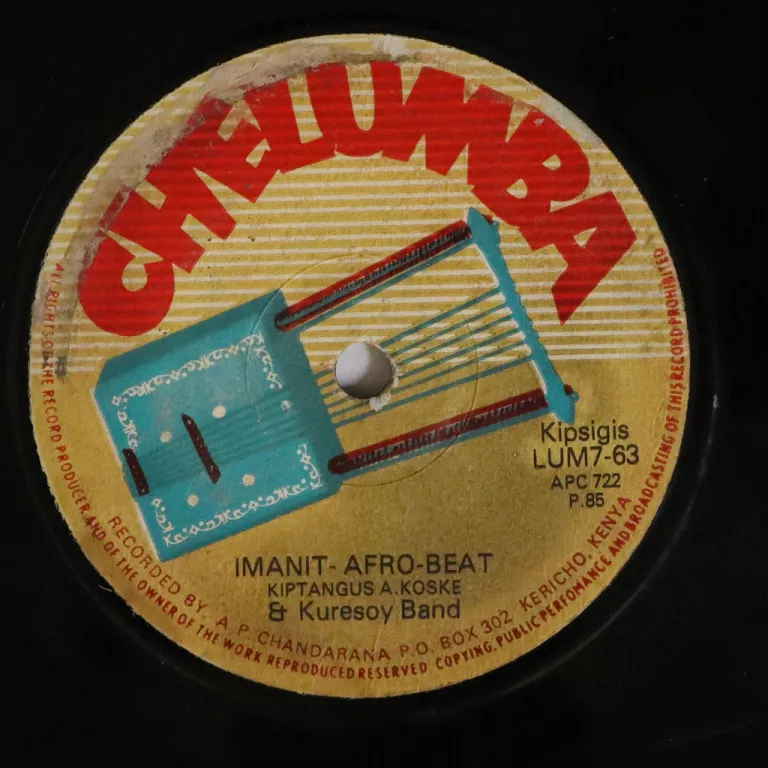 CHELUMBA
Kipsigis
LUM7-63
APC 722
P.85
IMANIT- AFRO-BEAT
KIPTANGUS A. KOSKE
& Kuresoy Band
RECORDED BY A. P. CHANDARANA P.O. BOX 302 KERICHO, KENYA
ALL RIGHTS OF THE RECORD PRODUCER, AND OF THE OWNER OF THE WORK REPRODUCED RESERVED COPYING, PUBLIC PERFOMANCE AND BROADCASTING OF THIS RECORD PROHIBITED